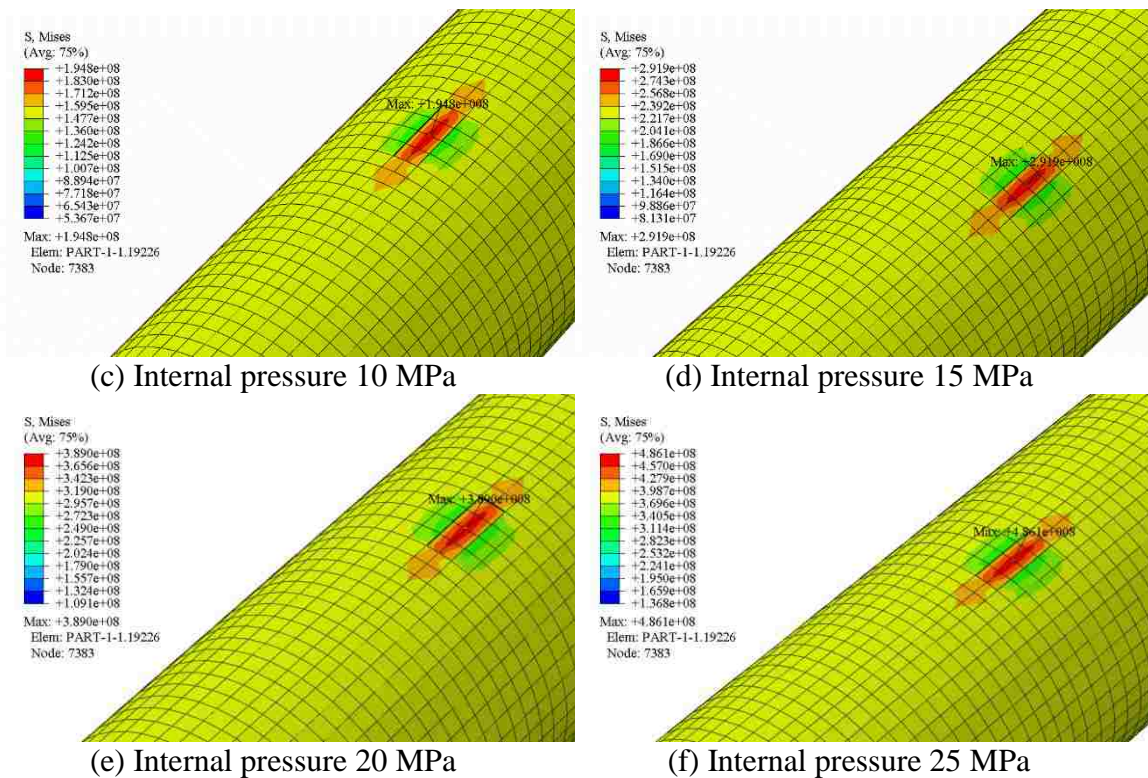 S, Mises
(Avg: 75%)
+1.948e+08
+1.830e+08
+1.712e+08
+1.595e+08
+1.477e+08
+1.360e+08
+1.242e+08
+1.125e+08
+1.007e+08
+8.894e+07
+7.718e+07
+6.543e+07
+5.367e+07
Max: +1.948e+08
Elem: PART-1-1.19226
Node: 7383
Max: +1.948e+008
(c) Internal pressure 10 MPa
S, Mises
(Avg: 75%)
+2.919e+08
+2.743e+08
+2.568e+08
+2.392e+08
+2.217e+08
+2.041e+08
+1.866e+08
+1.690e+08
+1.515e+08
+1.340e+08
+1.164e+08
+9.886e+07
+8.131e+07
Max: +2.919e+08
Elem: PART-1-1.19226
Node: 7383
Max: +2.919e+008
(d) Internal pressure 15 MPa
S, Mises
(Avg: 75%)
+3.890e+08
+3.656e+08
+3.423e+08
+3.190e+08
+2.957e+08
+2.723e+08
+2.490e+08
+2.257e+08
+2.024e+08
+1.790e+08
+1.557e+08
+1.324e+08
+1.091e+08
Max: +3.890e+08
Elem: PART-1-1.19226
Node: 7383
Max: +3.890e+008
(e) Internal pressure 20 MPa
S, Mises
(Avg: 75%)
+4.861e+08
+4.570e+08
+4.279e+08
+3.987e+08
+3.696e+08
+3.405e+08
+3.114e+08
+2.823e+08
+2.532e+08
+2.241e+08
+1.950e+08
+1.659e+08
+1.368e+08
Max: +4.861e+08
Elem: PART-1-1.19226
Node: 7383
Max: +4.861e+008
(f) Internal pressure 25 MPa